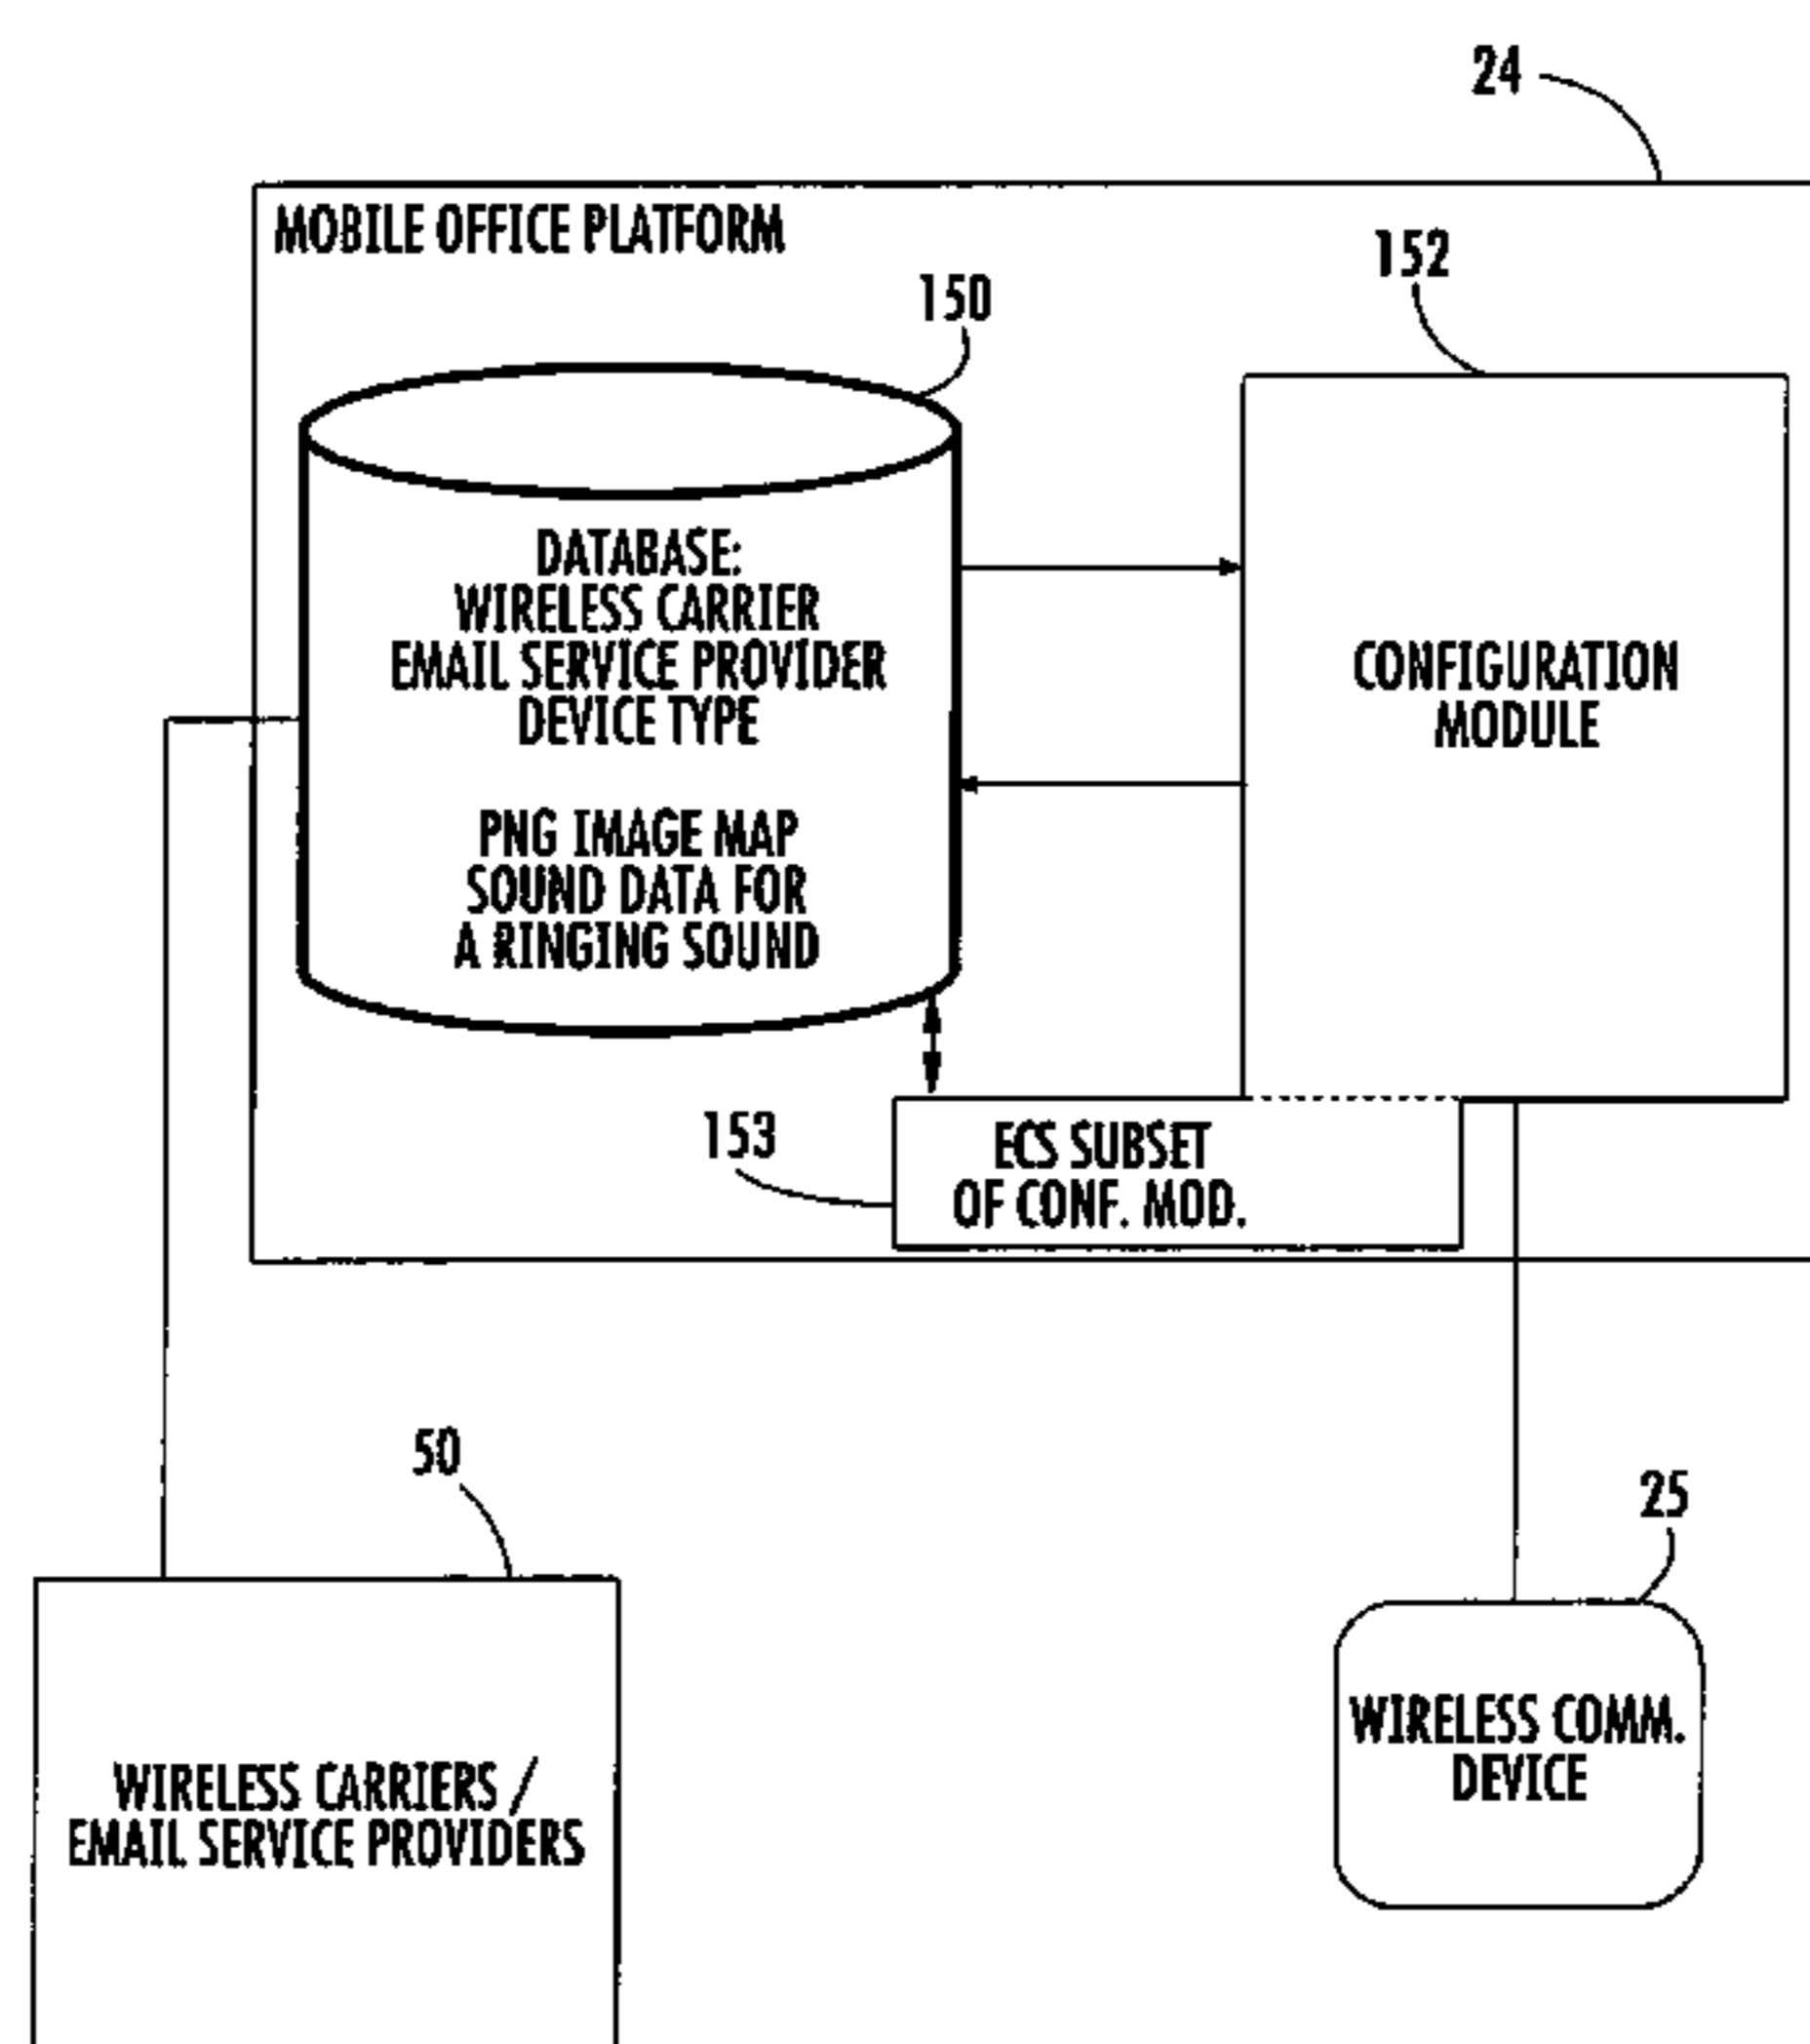 24
MOBILE OFFICE PLATFORM
152
150
DATABASE:
WIRELESS CARRIER
EMAIL SERVICE PROVIDER
DEVICE TYPE
PNG IMAGE MAP
SOUND DATA FOR
A RINGING SOUND
CONFIGURATION
MODULE
153
ECS SUBSET
OF CONF. MOD.
50
25
WIRELESS CARRIERS /
EMAIL SERVICE PROVIDERS
WIRELESS COMM.
DEVICE